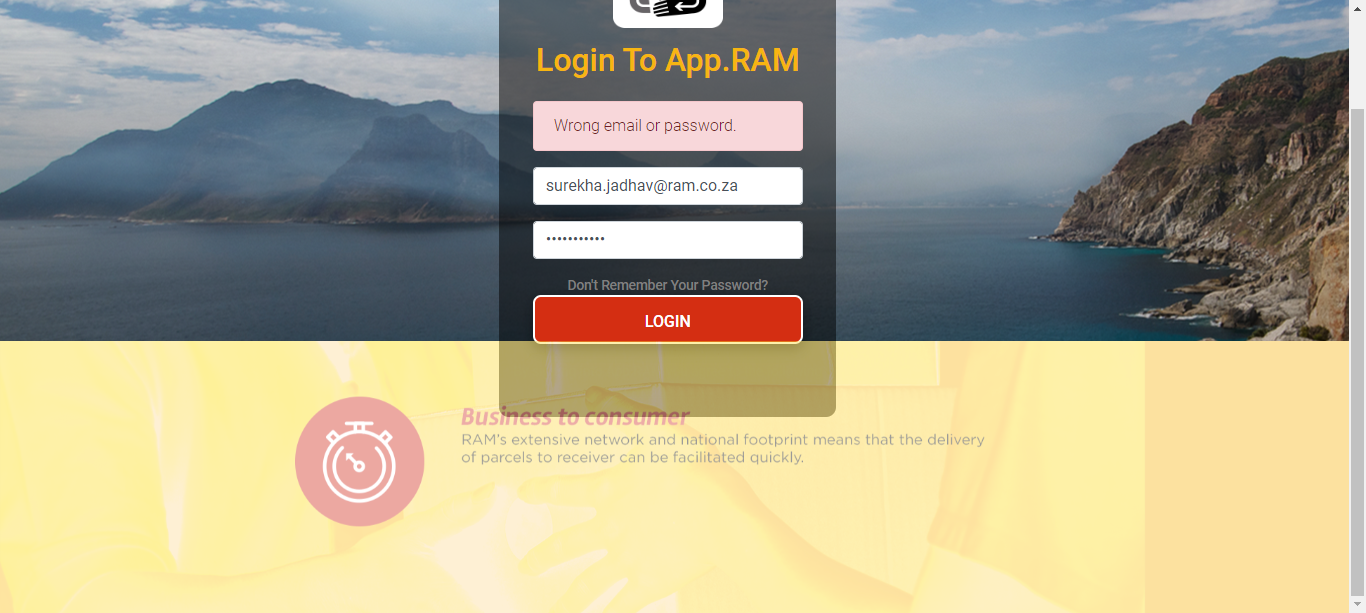 Login To App.RAM
Wrong email or password.
surekha.jadhav@ram.co.za
•••••••••••
Don't Remember Your Password?
LOGIN
Business to consumer
RAM's extensive network and national footprint means that the delivery
of parcels to receiver can be facilitated quickly.